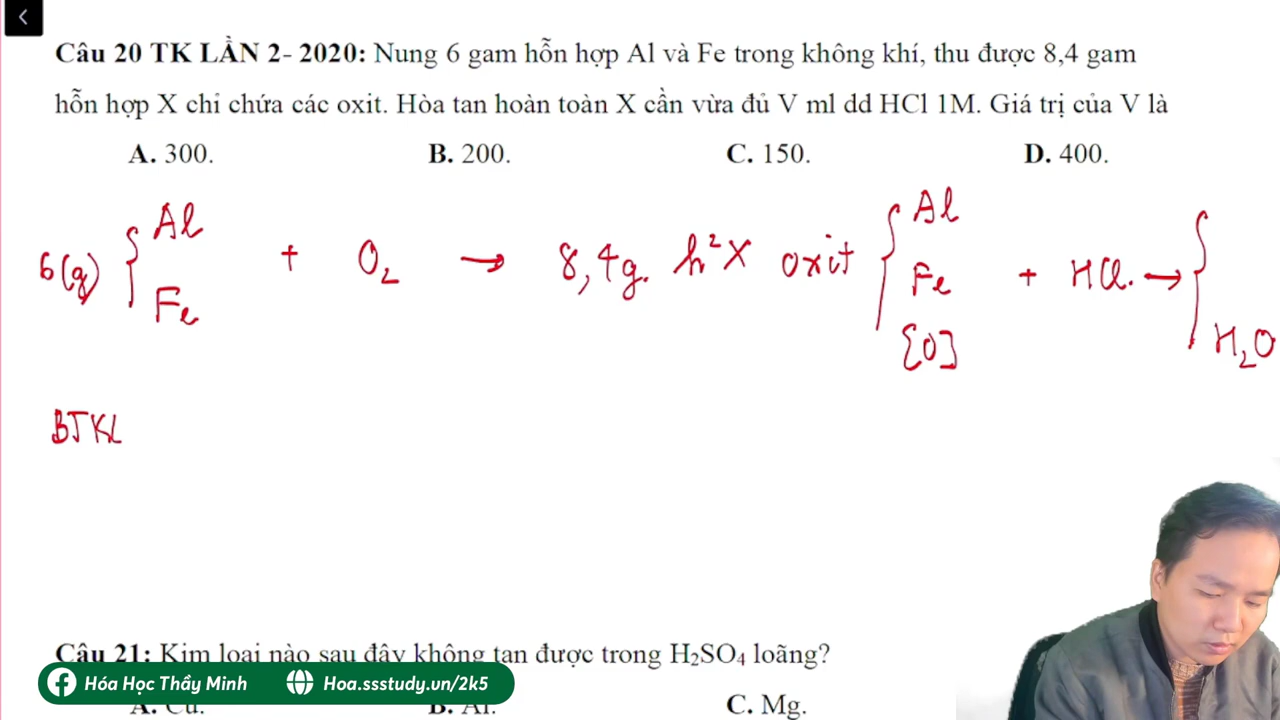 Câu 20 TK LẦN 2- 2020: Nung 6 gam hỗn hợp Al và Fe trong không khí, thu được 8,4 gam
hỗn hợp X chỉ chứa các oxit. Hòa tan hoàn toàn X cần vừa đủ V ml dd HCl 1M. Giá trị của V là
A. 300. B. 200. C. 150. D. 400.
6(g) { Al Fe + O2 → 8,4g. h²X oxit { Al Fe [O] + HCl. → { H2O
BTKL
Câu 21: Kim loại nào sau đây không tan được trong H₂SO₄ loãng?
A. Cu. B. Al. C. Mg.
Hóa Học Thầy Minh Hoa.ssstudy.vn/2k5